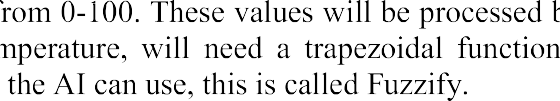 from 0-100. These values will be processed
mperature, will need a trapezoidal function
the AI can use, this is called Fuzzify.